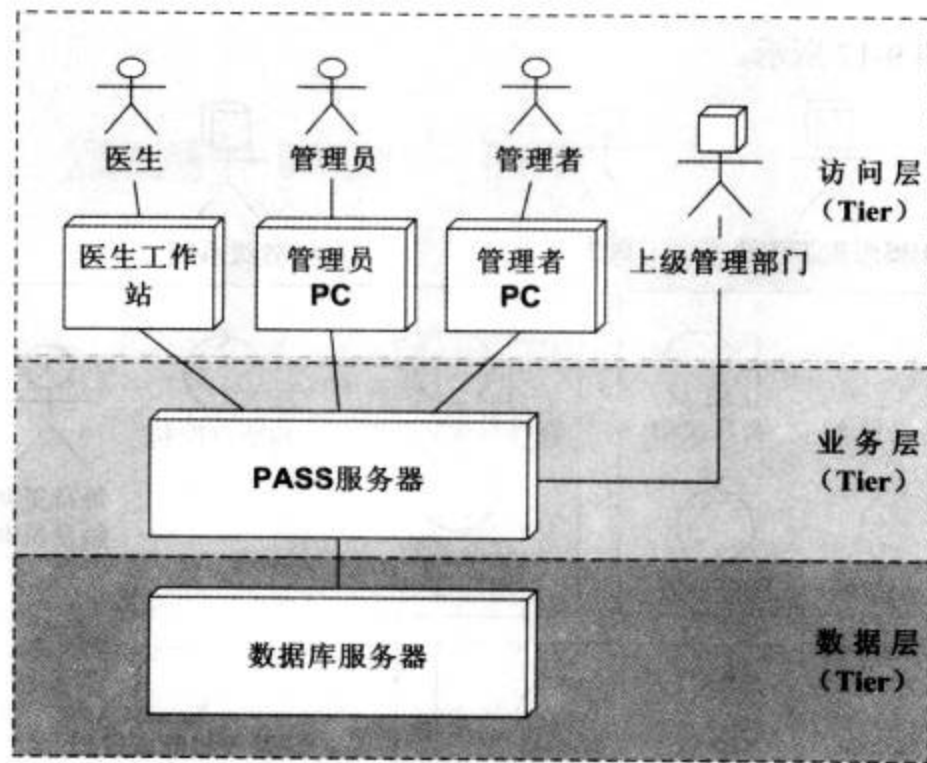 医生
管理员
管理者
访问层
（Tier）
医生工作
站
管理员
PC
管理者
PC
上级管理部门
PASS服务器
业务层
（Tier）
数据库服务器
数据层
（Tier）